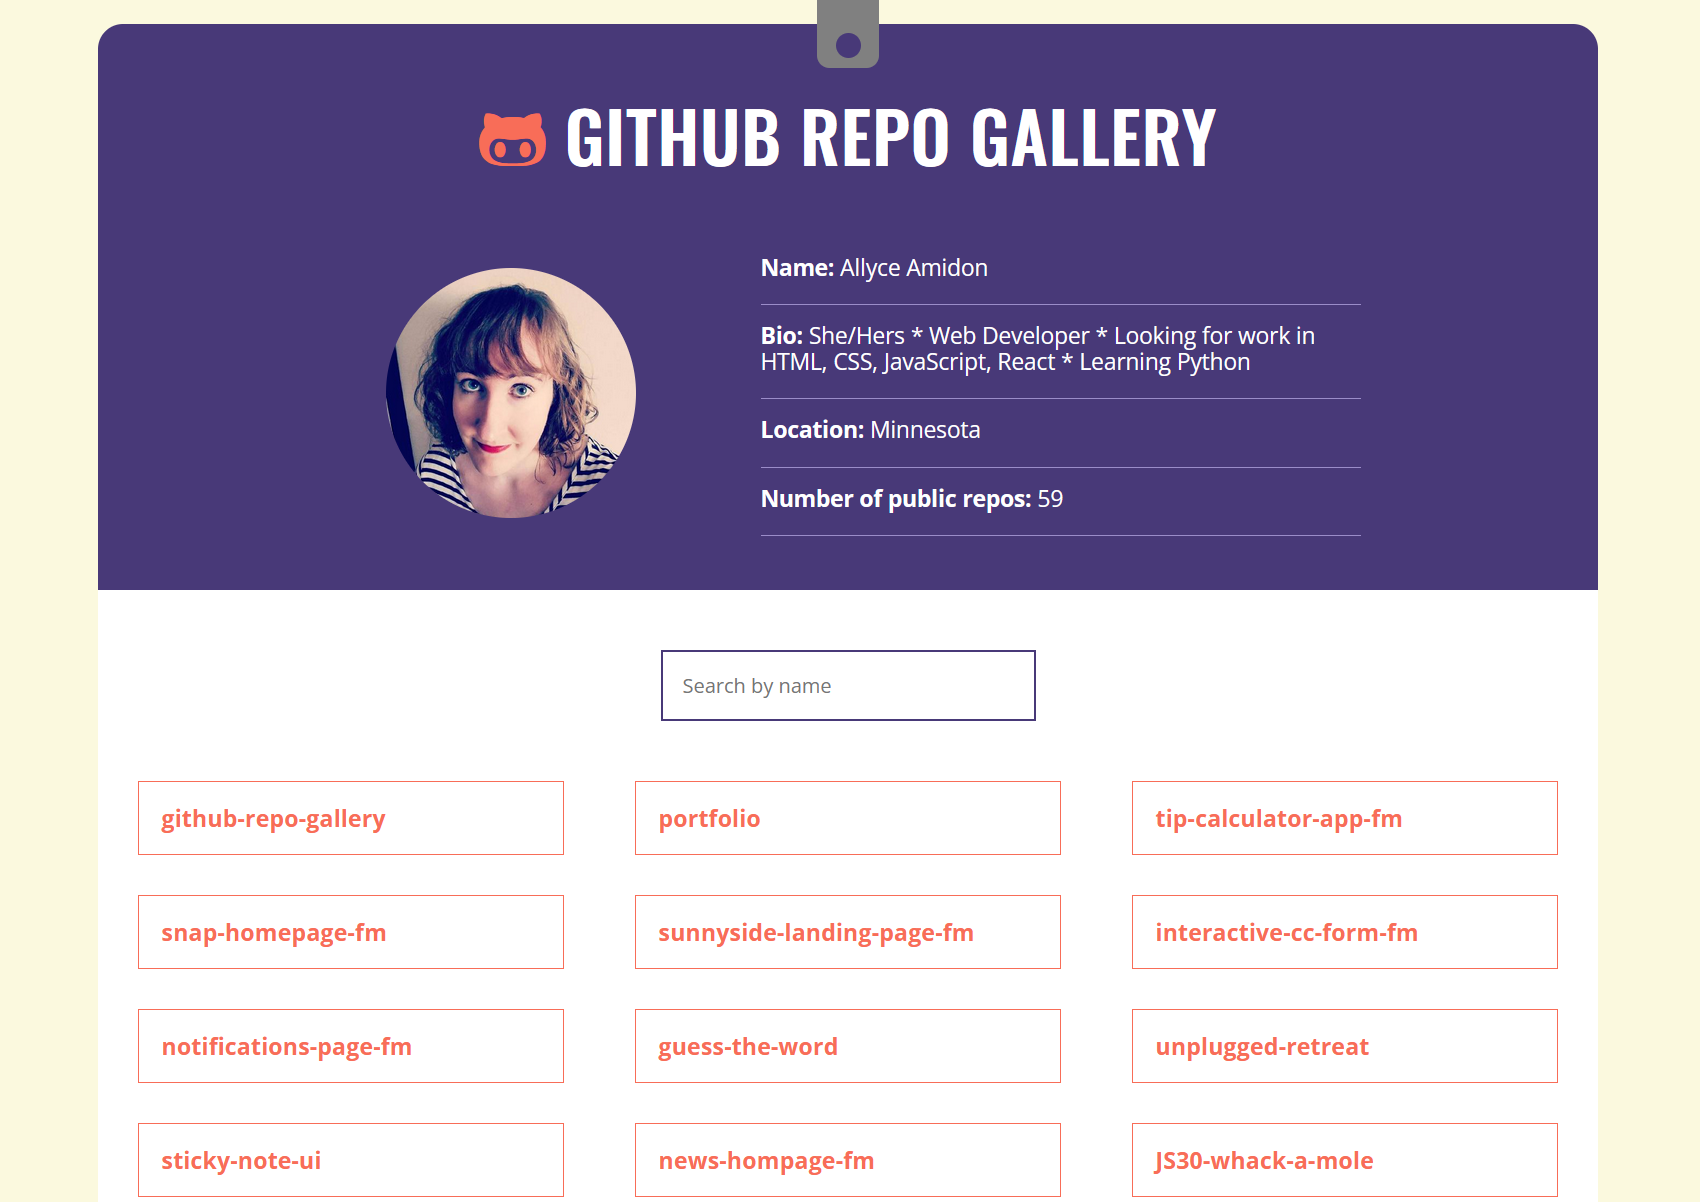 GITHUB REPO GALLERY
Name: Allyce Amidon
Bio: She/Hers * Web Developer * Looking for work in
HTML, CSS, JavaScript, React * Learning Python
Location: Minnesota
Number of public repos: 59
Search by name
github-repo-gallery
portfolio
tip-calculator-app-fm
snap-homepage-fm
sunnyside-landing-page-fm
interactive-cc-form-fm
notifications-page-fm
guess-the-word
unplugged-retreat
sticky-note-ui
news-hompage-fm
JS30-whack-a-mole